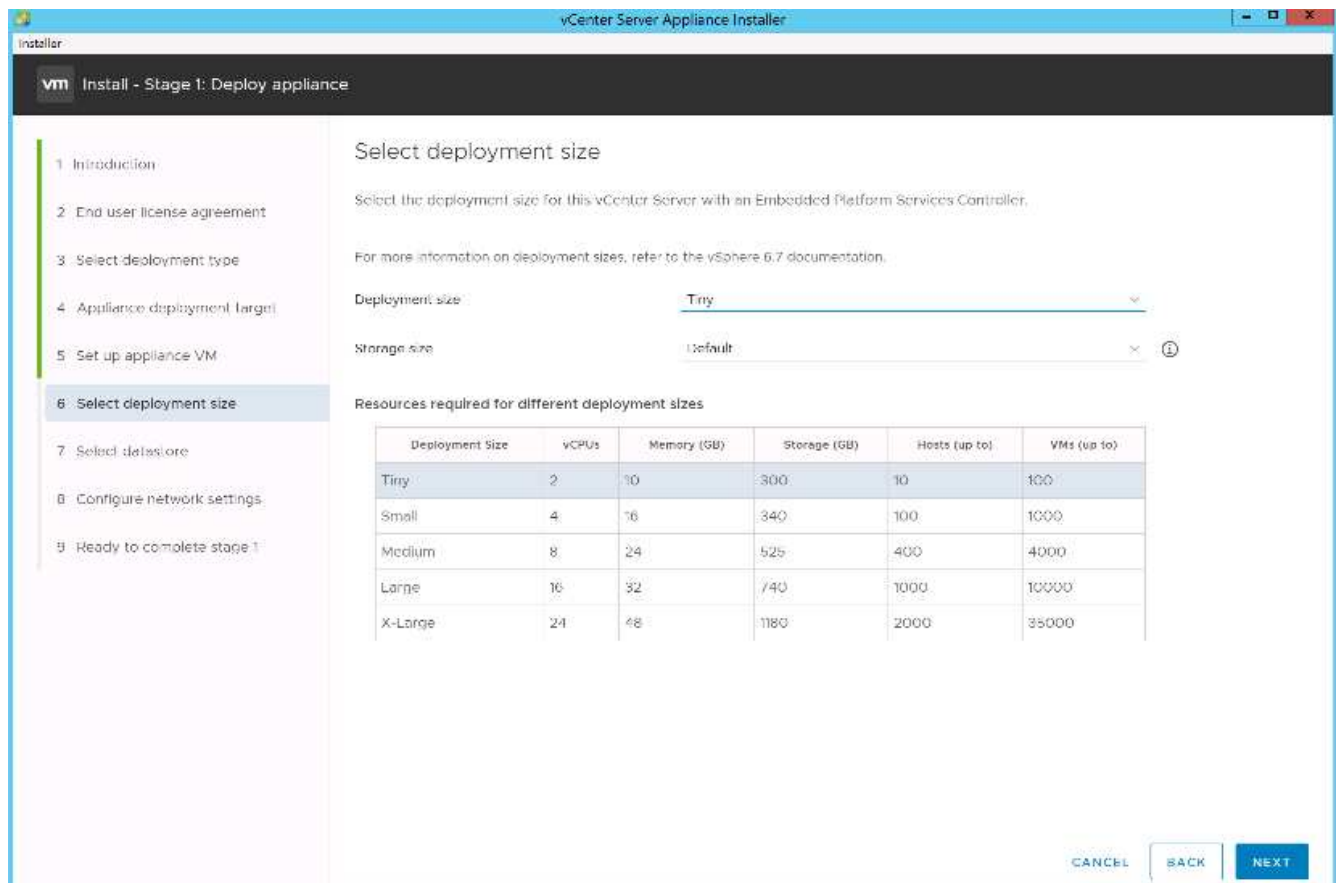 vCenter Server Appliance Installer
Installer
vm Install - Stage 1: Deploy appliance
1 Introduction
2 End user license agreement
3 Select deployment type
4 Appliance deployment target
5 Set up appliance VM
6 Select deployment size
7 Select datastore
8 Configure network settings
9 Ready to complete stage 1
Select deployment size
Select the deployment size for this vCenter Server with an Embedded Platform Services Controller.
For more information on deployment sizes, refer to the vSphere 6.7 documentation.
Deployment size Tiny
Storage size Default
Resources required for different deployment sizes
Deployment Size vCPUs Memory (GB) Storage (GB) Hosts (up to) VMs (up to)
Tiny 2 10 300 10 100
Small 4 16 340 100 1000
Medium 8 24 525 400 4000
Large 16 32 740 1000 10000
X-Large 24 48 1180 2000 35000
CANCEL BACK NEXT